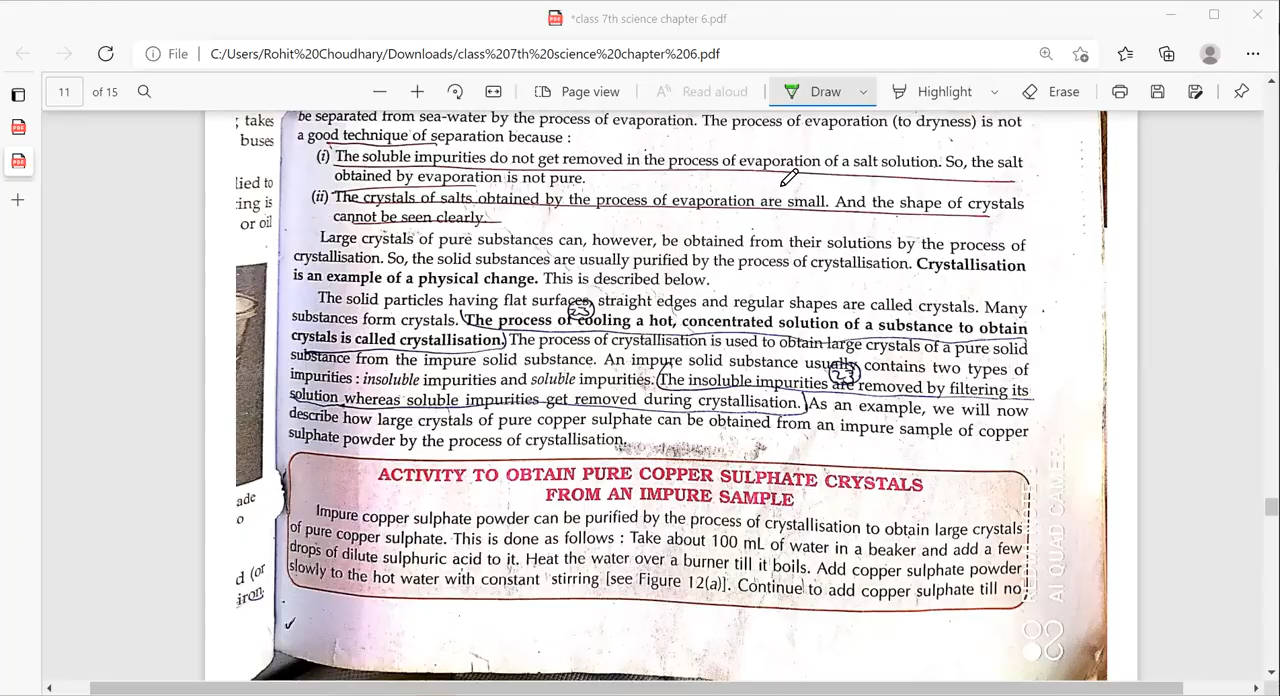 *class 7th science chapter 6.pdf
File | C:/Users/Rohit%20Choudhary/Downloads/class%207th%20science%20chapter%206.pdf
11 of 15
Page view
Read aloud
Draw
Highlight
Erase
; takes
buses
lied to
ing is
or oil
ade
o
d (or
iron
be separated from sea-water by the process of evaporation. The process of evaporation (to dryness) is not
a good technique of separation because :
(i) The soluble impurities do not get removed in the process of evaporation of a salt solution. So, the salt
obtained by evaporation is not pure.
(ii) The crystals of salts obtained by the process of evaporation are small. And the shape of crystals
cannot be seen clearly.
Large crystals of pure substances can, however, be obtained from their solutions by the process of
crystallisation. So, the solid substances are usually purified by the process of crystallisation. Crystallisation
is an example of a physical change. This is described below.
The solid particles having flat surfaces, straight edges and regular shapes are called crystals. Many
23
substances form crystals. The process of cooling a hot, concentrated solution of a substance to obtain
crystals is called crystallisation. The process of crystallisation is used to obtain large crystals of a pure solid
substance from the impure solid substance. An impure solid substance usually contains two types of
23
impurities : insoluble impurities and soluble impurities. The insoluble impurities are removed by filtering its
solution whereas soluble impurities get removed during crystallisation. As an example, we will now
describe how large crystals of pure copper sulphate can be obtained from an impure sample of copper
sulphate powder by the process of crystallisation.
ACTIVITY TO OBTAIN PURE COPPER SULPHATE CRYSTALS
FROM AN IMPURE SAMPLE
Impure copper sulphate powder can be purified by the process of crystallisation to obtain large crystals
of pure copper sulphate. This is done as follows : Take about 100 mL of water in a beaker and add a few
drops of dilute sulphuric acid to it. Heat the water over a burner till it boils. Add copper sulphate powder
slowly to the hot water with constant stirring [see Figure 12(a)]. Continue to add copper sulphate till no
AI QUAD CAMERA